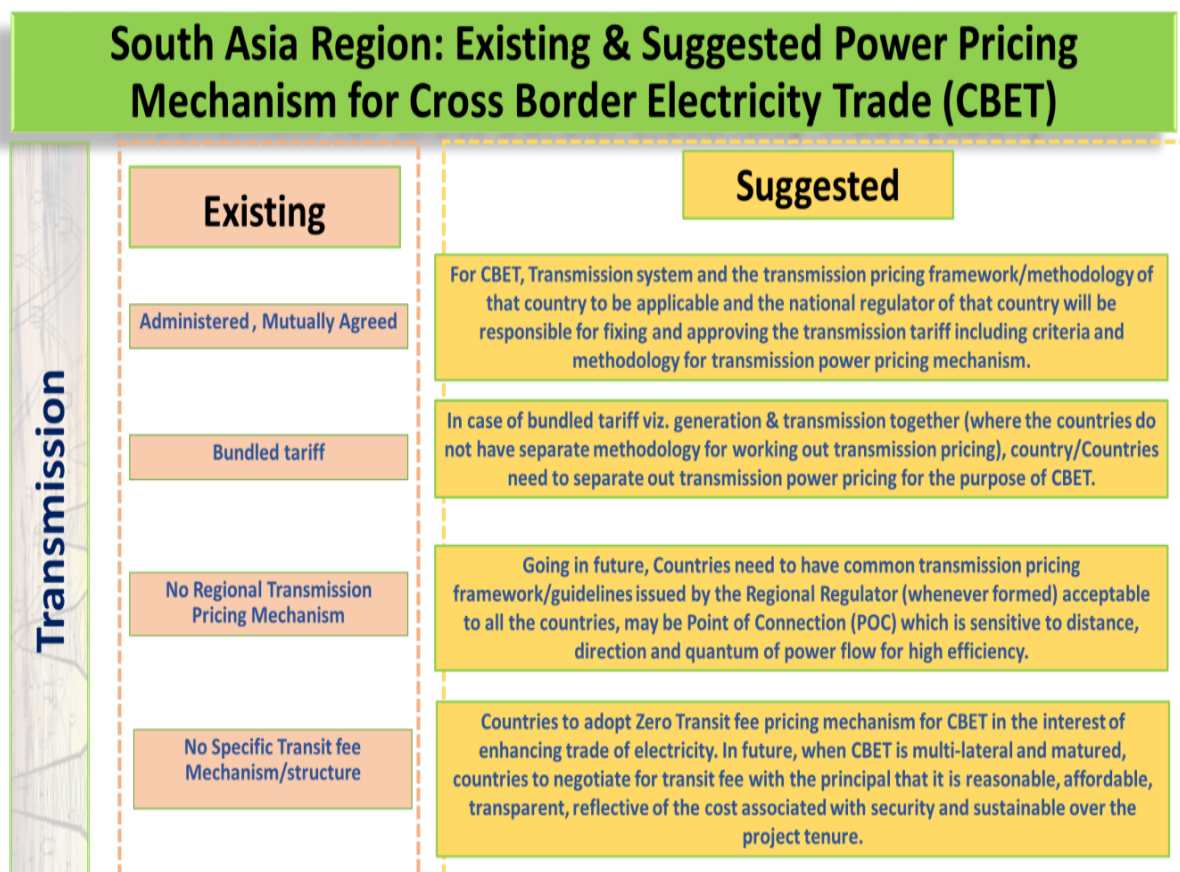 South Asia Region: Existing & Suggested Power Pricing
Mechanism for Cross Border Electricity Trade (CBET)
Transmission
Existing
Suggested
Administered , Mutually Agreed
For CBET, Transmission system and the transmission pricing framework/methodology of
that country to be applicable and the national regulator of that country will be
responsible for fixing and approving the transmission tariff including criteria and
methodology for transmission power pricing mechanism.
Bundled tariff
In case of bundled tariff viz. generation & transmission together (where the countries do
not have separate methodology for working out transmission pricing), country/Countries
need to separate out transmission power pricing for the purpose of CBET.
No Regional Transmission
Pricing Mechanism
Going in future, Countries need to have common transmission pricing
framework/guidelines issued by the Regional Regulator (whenever formed) acceptable
to all the countries, may be Point of Connection (POC) which is sensitive to distance,
direction and quantum of power flow for high efficiency.
No Specific Transit fee
Mechanism/structure
Countries to adopt Zero Transit fee pricing mechanism for CBET in the interest of
enhancing trade of electricity. In future, when CBET is multi-lateral and matured,
countries to negotiate for transit fee with the principal that it is reasonable, affordable,
transparent, reflective of the cost associated with security and sustainable over the
project tenure.